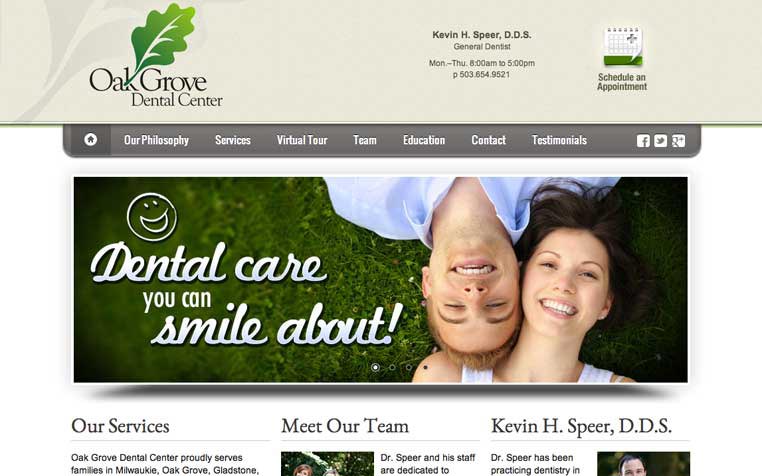 Oak Grove
Dental Center
Kevin H. Speer, D.D.S.
General Dentist
Mon.–Thu. 8:00am to 5:00pm
p 503.654.9521
Schedule an
Appointment
Our Philosophy Services Virtual Tour Team Education Contact Testimonials
Dental care
you can
smile about!
Our Services
Oak Grove Dental Center proudly serves
families in Milwaukie, Oak Grove, Gladstone,
Meet Our Team
Dr. Speer and his staff
are dedicated to
Kevin H. Speer, D.D.S.
Dr. Speer has been
practicing dentistry in